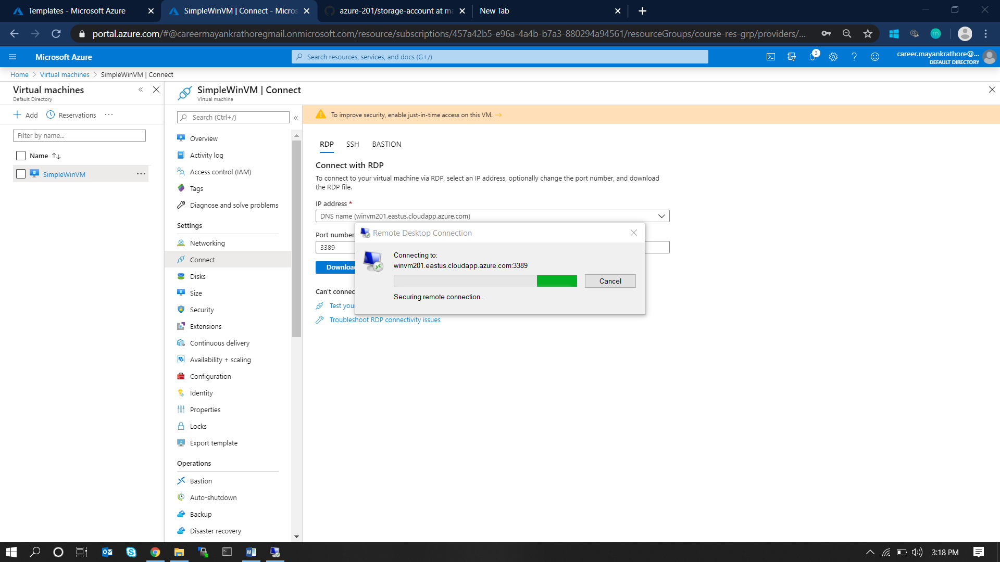 Templates - Microsoft Azure
SimpleWinVM | Connect - Micros
azure-201/storage-account at ma
New Tab
portal.azure.com/#@careermayankrathoregmail.onmicrosoft.com/resource/subscriptions/457a42b5-e96a-4a4b-b7a3-880294a94561/resourceGroups/course-res-grp/providers/...
m
Microsoft Azure
Search resources, services, and docs (G+/)
3
career.mayankrathore@...
DEFAULT DIRECTORY
Home > Virtual machines > SimpleWinVM | Connect
Virtual machines
Default Directory
Add
Reservations
Filter by name...
Name
SimpleWinVM
SimpleWinVM | Connect
Virtual machine
Search (Ctrl+/)
Overview
Activity log
Access control (IAM)
Tags
Diagnose and solve problems
Settings
Networking
Connect
Disks
Size
Security
Extensions
Continuous delivery
Availability + scaling
Configuration
Identity
Properties
Locks
Export template
Operations
Bastion
Auto-shutdown
Backup
Disaster recovery
To improve security, enable just-in-time access on this VM.
RDP SSH BASTION
Connect with RDP
To connect to your virtual machine via RDP, select an IP address, optionally change the port number, and download
the RDP file.
IP address *
DNS name (winvm201.eastus.cloudapp.azure.com)
Port number
3389
Download
Can't connec
Test your
Troubleshoot RDP connectivity issues
Remote Desktop Connection
Connecting to:
winvm201.eastus.cloudapp.azure.com:3389
Cancel
Securing remote connection...
3:18 PM